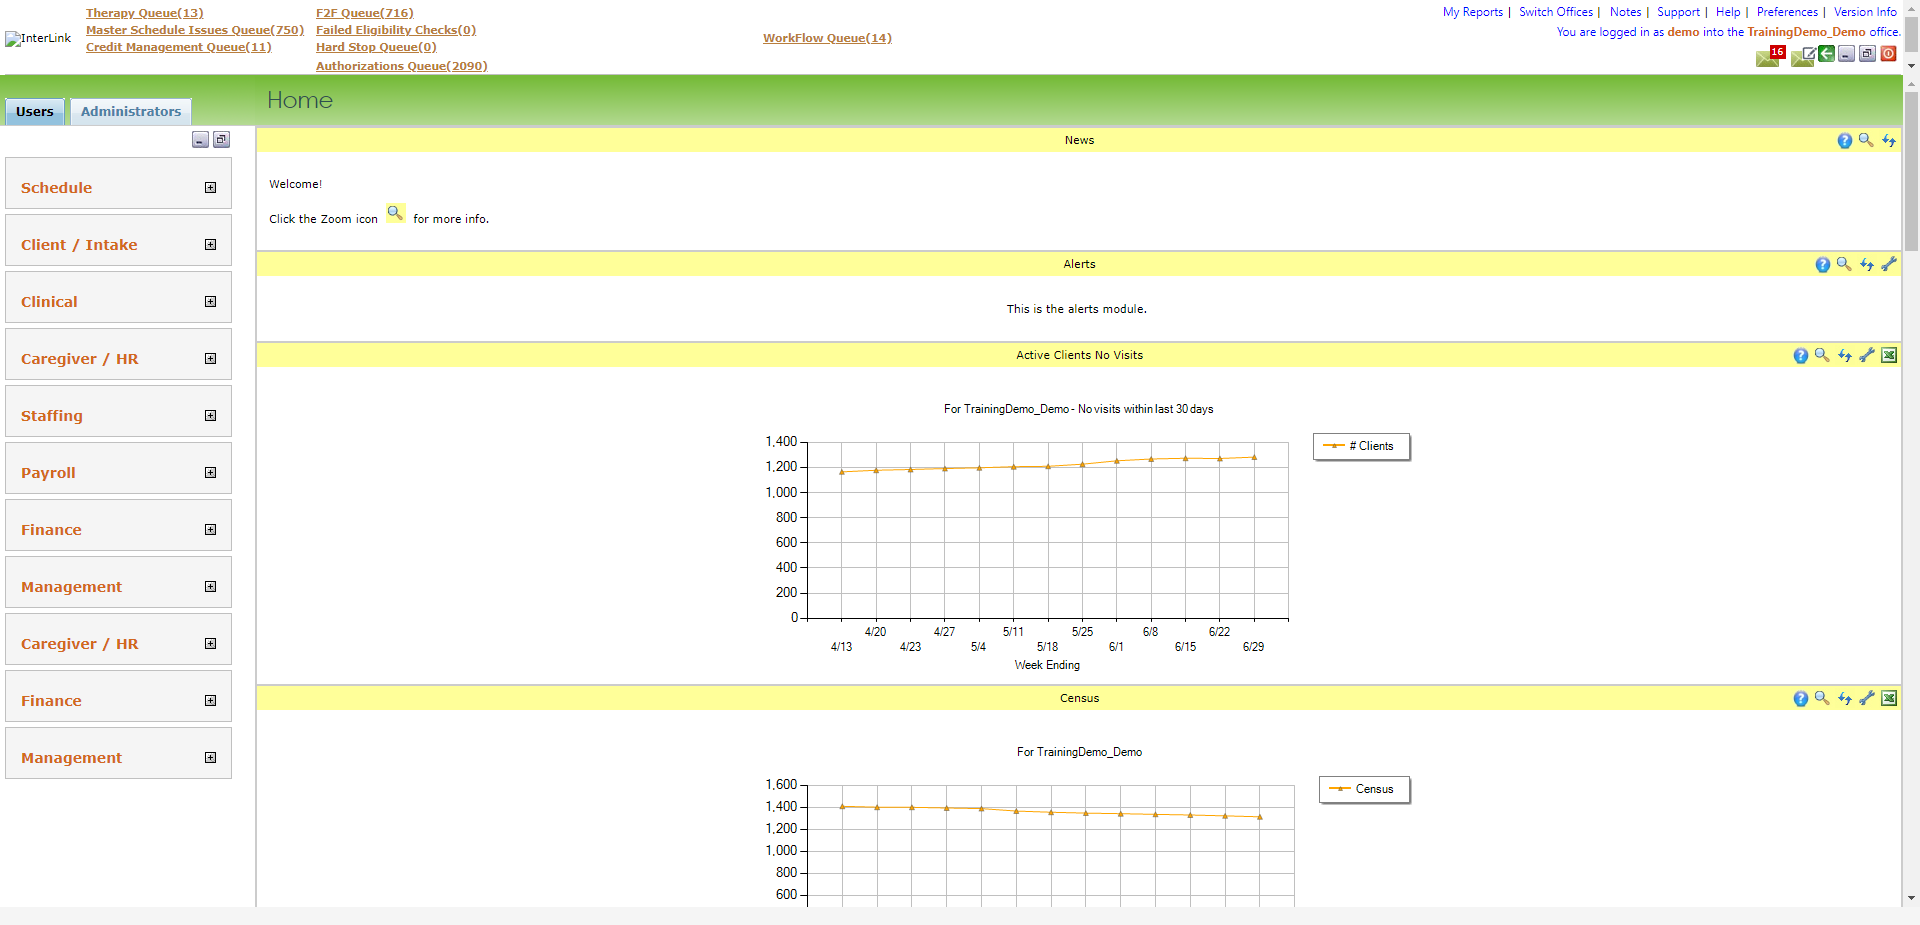 InterLink
Therapy Queue(13)
Master Schedule Issues Queue(750)
Credit Management Queue(11)
F2F Queue(716)
Failed Eligibility Checks(0)
Hard Stop Queue(0)
Authorizations Queue(2090)
WorkFlow Queue(14)
My Reports | Switch Offices | Notes | Support | Help | Preferences | Version Info
You are logged in as demo into the TrainingDemo_Demo office.
16
Users
Administrators
Home
Schedule
Client / Intake
Clinical
Caregiver / HR
Staffing
Payroll
Finance
Management
Caregiver / HR
Finance
Management
News
Welcome!
Click the Zoom icon for more info.
Alerts
This is the alerts module.
Active Clients No Visits
For TrainingDemo_Demo - No visits within last 30 days
# Clients
1,400
1,200
1,000
800
600
400
200
0
4/20 4/27 5/11 5/25 6/8 6/22
4/13 4/23 5/4 5/18 6/1 6/15 6/29
Week Ending
Census
For TrainingDemo_Demo
Census
1,600
1,400
1,200
1,000
800
600